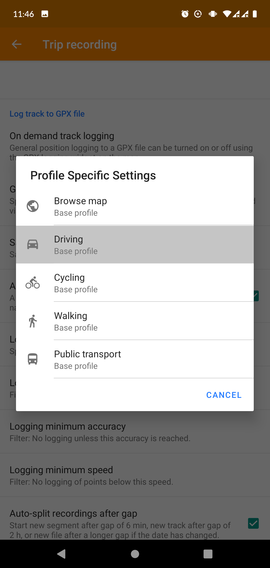 11:46
Trip recording
Log track to GPX file
On demand track logging
General position logging to a GPX file can be turned on or off using
Profile Specific Settings
Browse map
Base profile
Driving
Base profile
Cycling
Base profile
Walking
Base profile
Public transport
Base profile
CANCEL
Logging minimum accuracy
Filter: No logging unless this accuracy is reached.
Logging minimum speed
Filter: No logging of points below this speed.
Auto-split recordings after gap
Start new segment after gap of 6 min, new track after gap of
2 h, or new file after a longer gap if the date has changed.